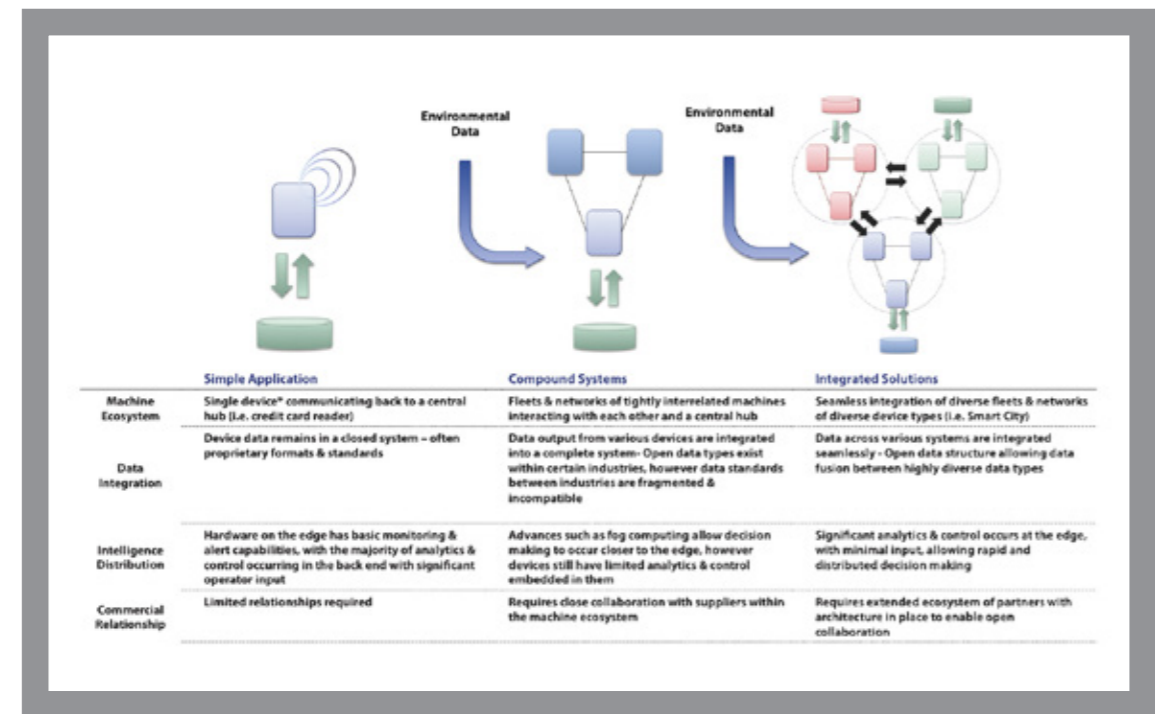 Environmental
Data
Environmental
Data
Simple Application
Compound Systems
Integrated Solutions
Machine
Ecosystem
Single device* communicating back to a central
hub (i.e. credit card reader)
Fleets & networks of tightly interrelated machines
interacting with each other and a central hub
Seamless integration of diverse fleets & networks
of diverse device types (i.e. Smart City)
Data
Integration
Device data remains in a closed system – often
proprietary formats & standards
Data output from various devices are integrated
into a complete system- Open data types exist
within certain industries, however data standards
between industries are fragmented &
incompatible
Data across various systems are integrated
seamlessly - Open data structure allowing data
fusion between highly diverse data types
Intelligence
Distribution
Hardware on the edge has basic monitoring &
alert capabilities, with the majority of analytics &
control occurring in the back end with significant
operator input
Advances such as fog computing allow decision
making to occur closer to the edge, however
devices still have limited analytics & control
embedded in them
Significant analytics & control occurs at the edge,
with minimal input, allowing rapid and
distributed decision making
Commercial
Relationship
Limited relationships required
Requires close collaboration with suppliers within
the machine ecosystem
Requires extended ecosystem of partners with
architecture in place to enable open
collaboration